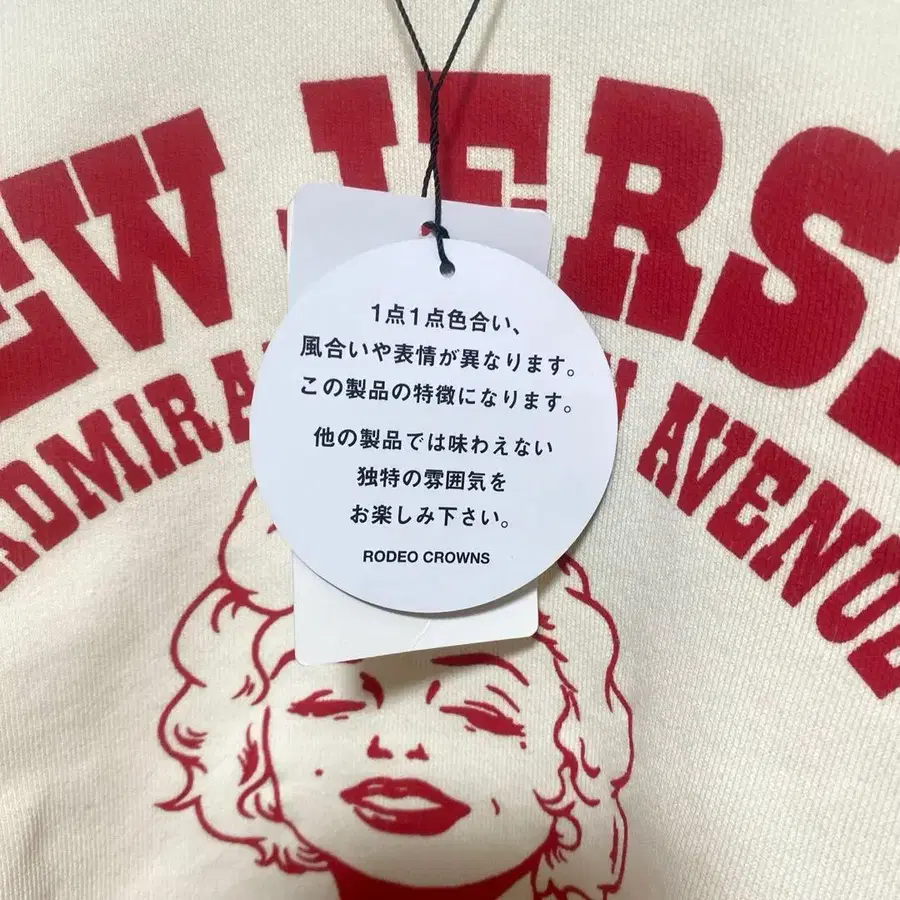 EW JERS
ADMIRA
AVENUE
1点1点色合い、
風合いや表情が異なります。
この製品の特徴になります。
他の製品では味わえない
独特の雰囲気を
お楽しみ下さい。
RODEO CROWNS